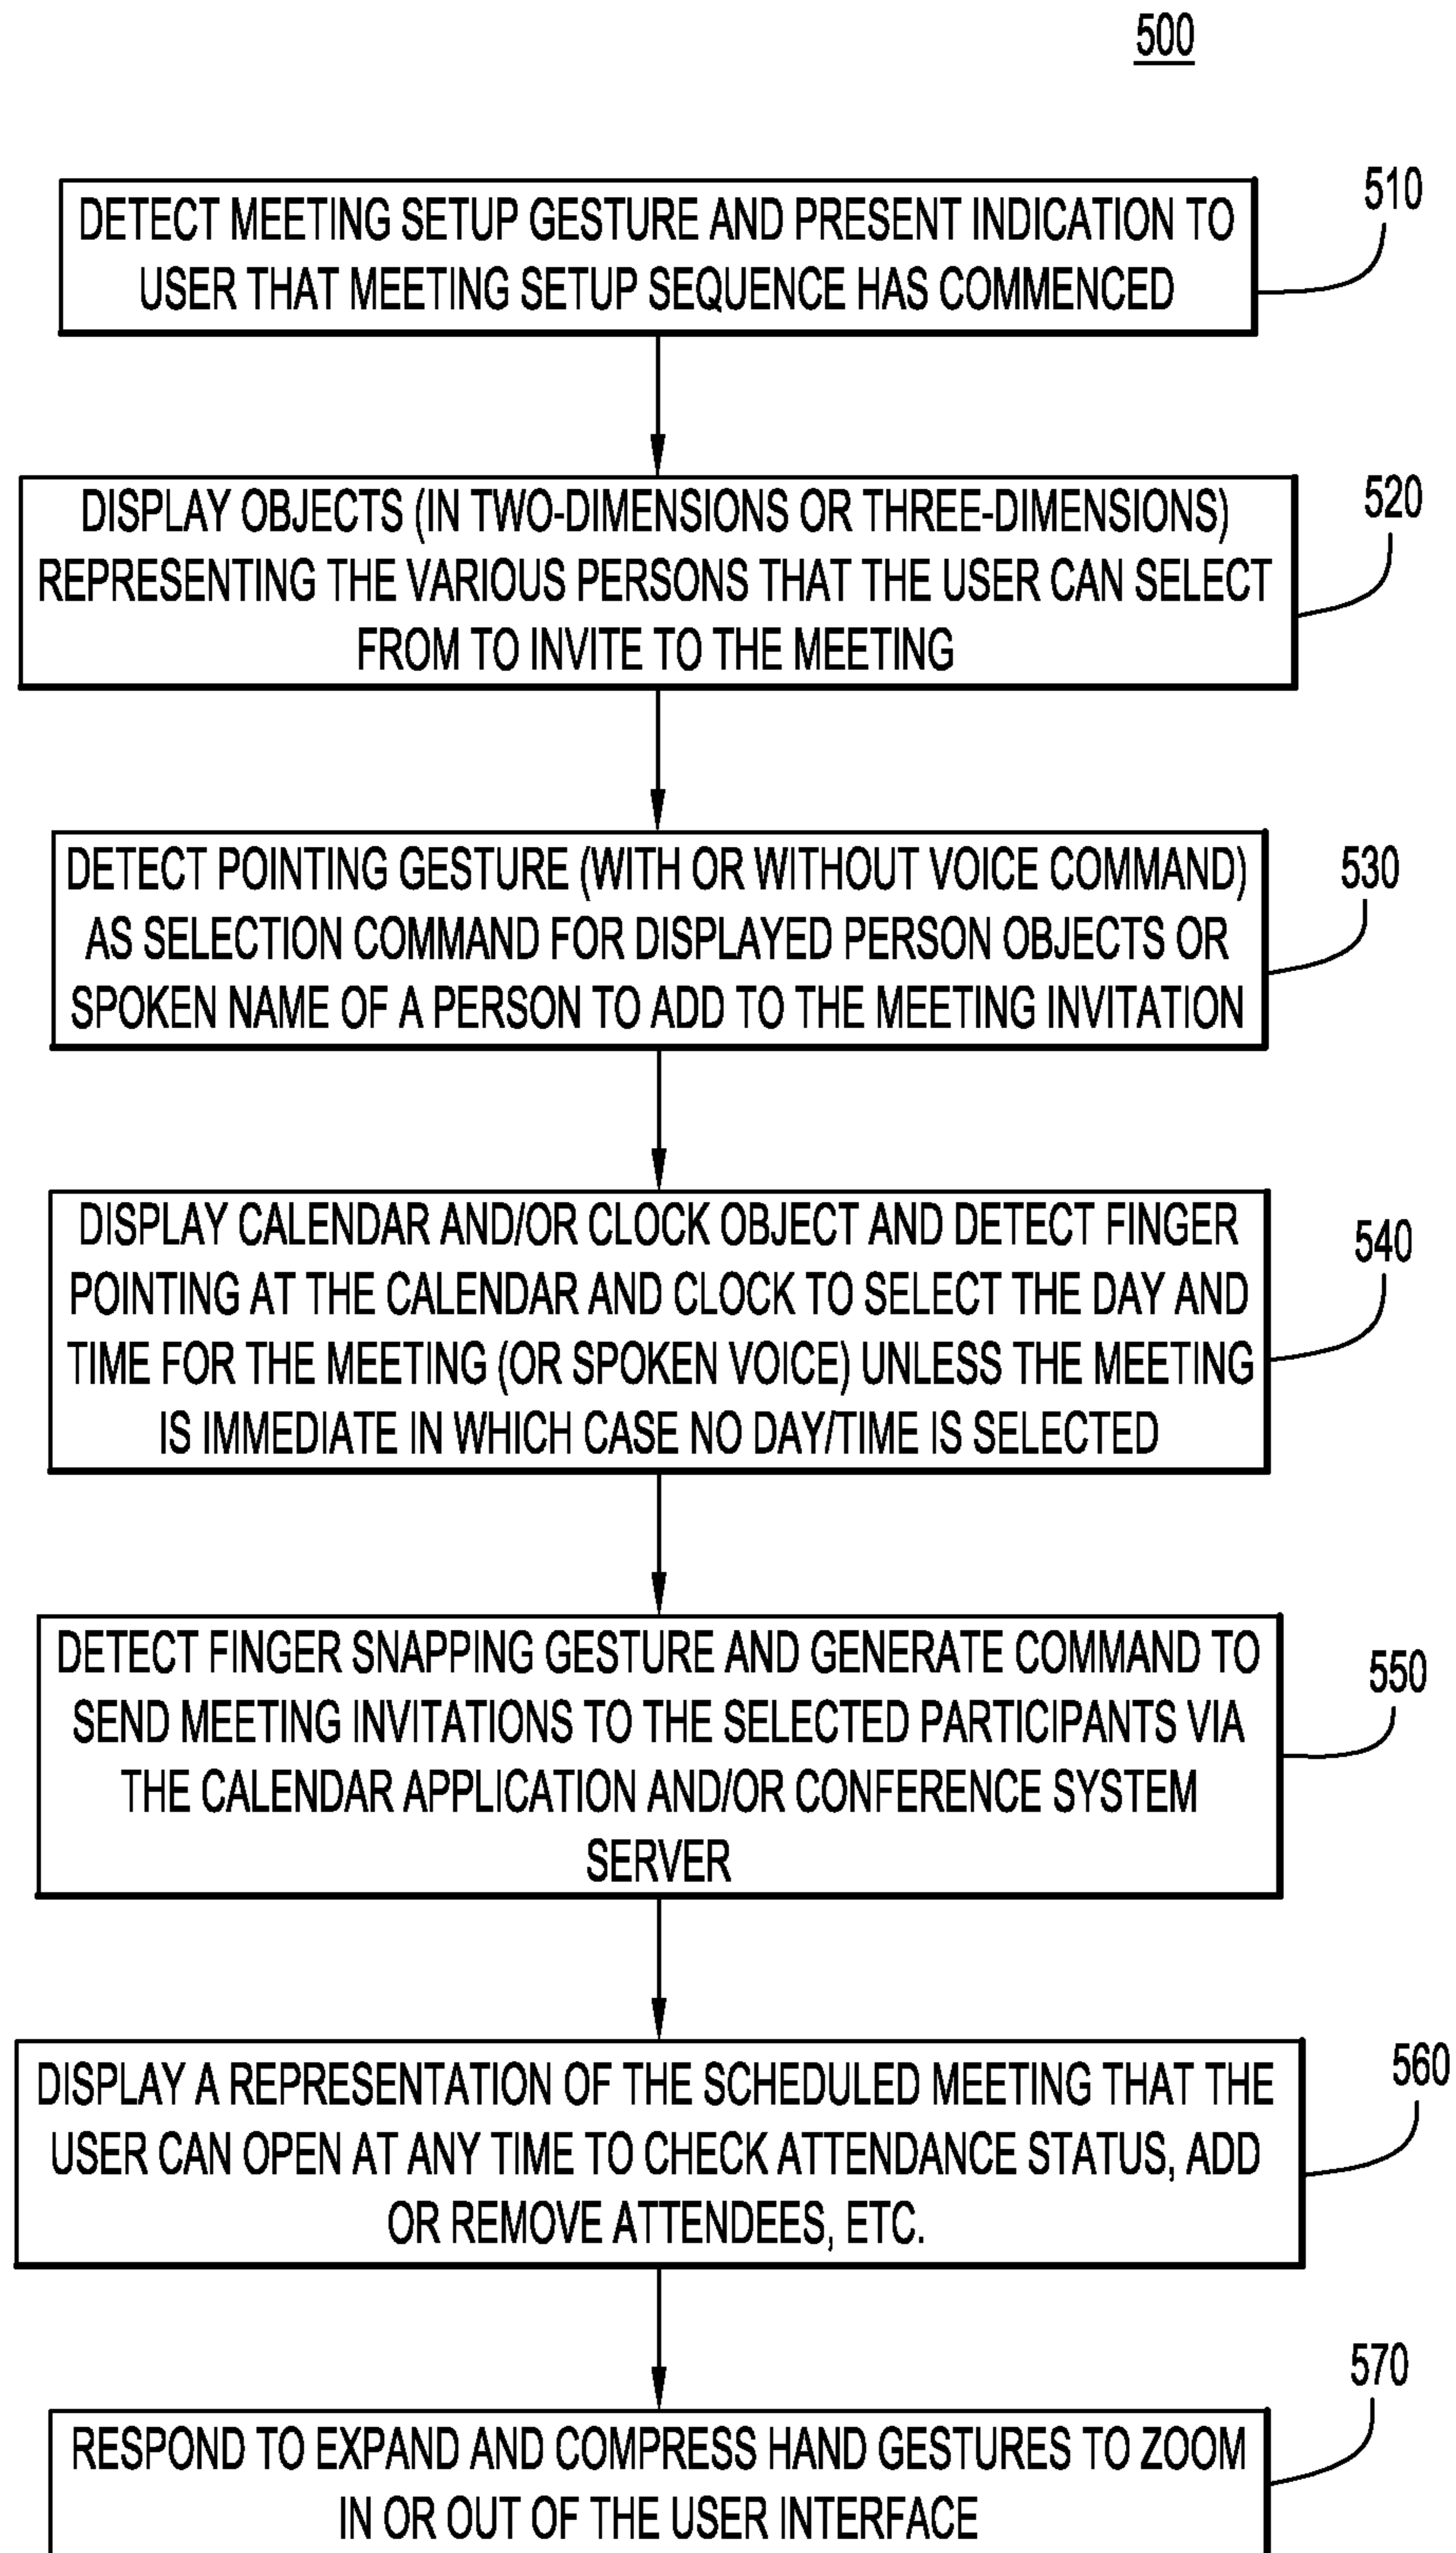 500
510
DETECT MEETING SETUP GESTURE AND PRESENT INDICATION TO
USER THAT MEETING SETUP SEQUENCE HAS COMMENCED
520
DISPLAY OBJECTS (IN TWO-DIMENSIONS OR THREE-DIMENSIONS)
REPRESENTING THE VARIOUS PERSONS THAT THE USER CAN SELECT
FROM TO INVITE TO THE MEETING
530
DETECT POINTING GESTURE (WITH OR WITHOUT VOICE COMMAND)
AS SELECTION COMMAND FOR DISPLAYED PERSON OBJECTS OR
SPOKEN NAME OF A PERSON TO ADD TO THE MEETING INVITATION
540
DISPLAY CALENDAR AND/OR CLOCK OBJECT AND DETECT FINGER
POINTING AT THE CALENDAR AND CLOCK TO SELECT THE DAY AND
TIME FOR THE MEETING (OR SPOKEN VOICE) UNLESS THE MEETING
IS IMMEDIATE IN WHICH CASE NO DAY/TIME IS SELECTED
550
DETECT FINGER SNAPPING GESTURE AND GENERATE COMMAND TO
SEND MEETING INVITATIONS TO THE SELECTED PARTICIPANTS VIA
THE CALENDAR APPLICATION AND/OR CONFERENCE SYSTEM
SERVER
560
DISPLAY A REPRESENTATION OF THE SCHEDULED MEETING THAT THE
USER CAN OPEN AT ANY TIME TO CHECK ATTENDANCE STATUS, ADD
OR REMOVE ATTENDEES, ETC.
570
RESPOND TO EXPAND AND COMPRESS HAND GESTURES TO ZOOM
IN OR OUT OF THE USER INTERFACE